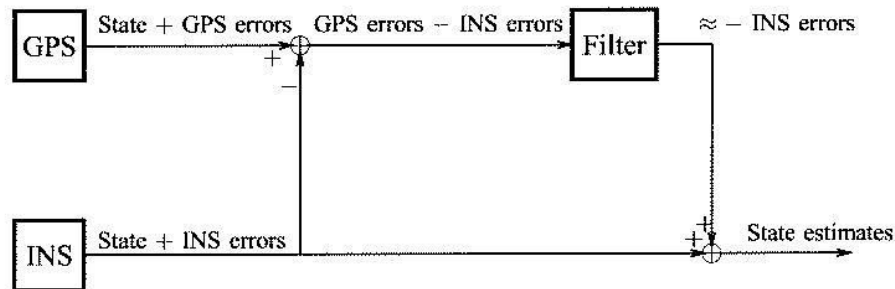 GPS
State + GPS errors
+
−
GPS errors − INS errors
Filter
≈ − INS errors
INS
State + INS errors
+
+
State estimates